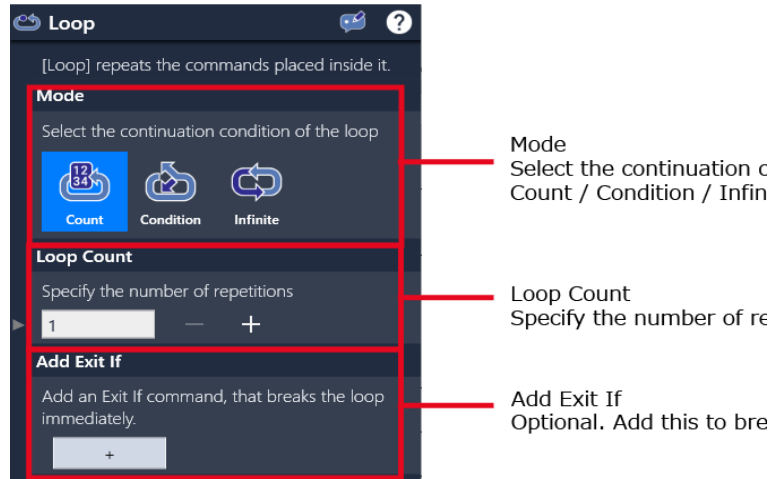 Loop
?
[Loop] repeats the commands placed inside it.
Mode
Select the continuation condition of the loop
12
34
Count Condition Infinite
Loop Count
Specify the number of repetitions
1 — +
Add Exit If
Add an Exit If command, that breaks the loop
immediately.
+
Mode
Select the continuation
Count / Condition /
Loop Count
Specify the number of
Add Exit If
Optional. Add this to